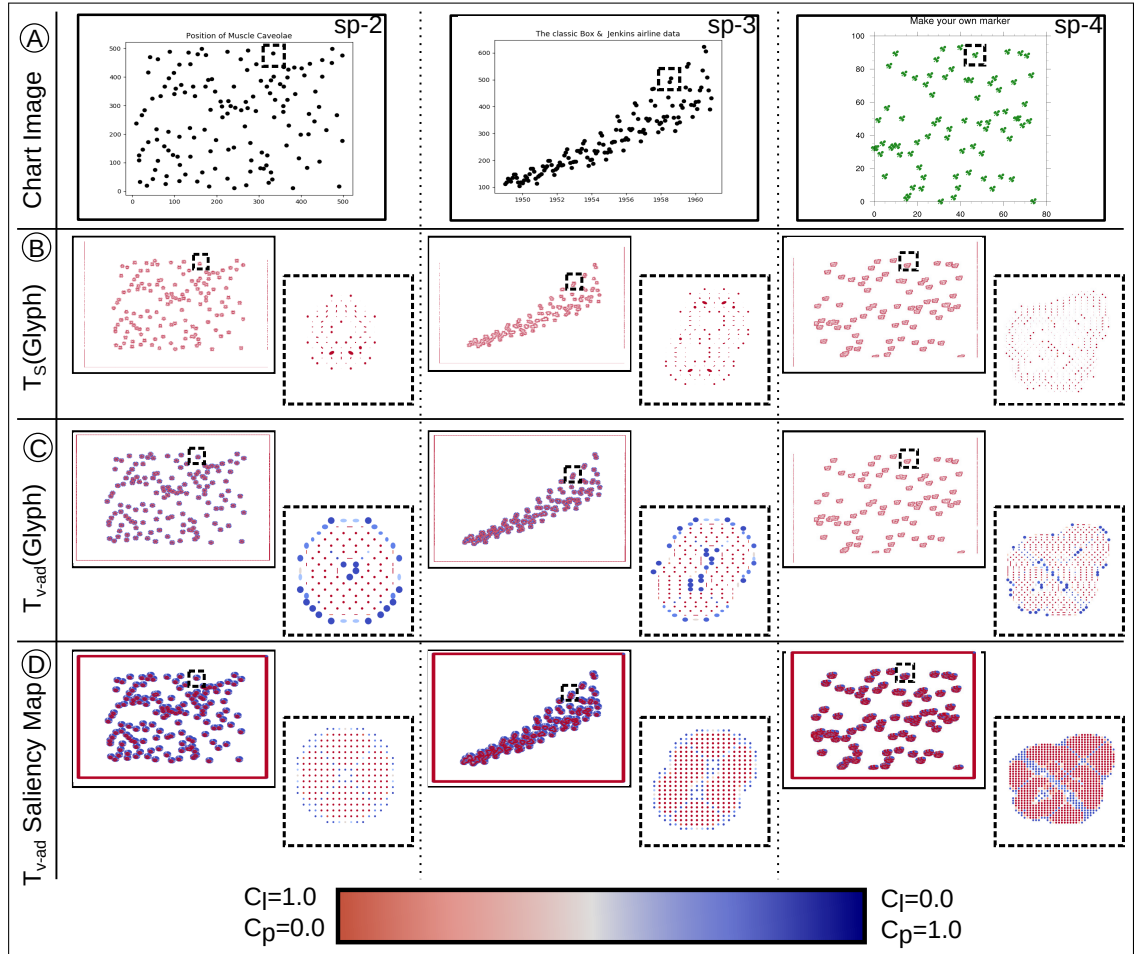 A
Chart Image
sp-2
Position of Muscle Caveolae
500
400
300
200
100
0
0 100 200 300 400 500
sp-3
The classic Box & Jenkins airline data
600
500
400
300
200
100
1950 1952 1954 1956 1958 1960
Make your own marker
sp-4
100
80
60
40
20
0
0 20 40 60 80
B
TS(Glyph)
C
Tv-ad(Glyph)
D
Tv-ad Saliency Map
Cl=1.0
Cp=0.0
Cl=0.0
Cp=1.0